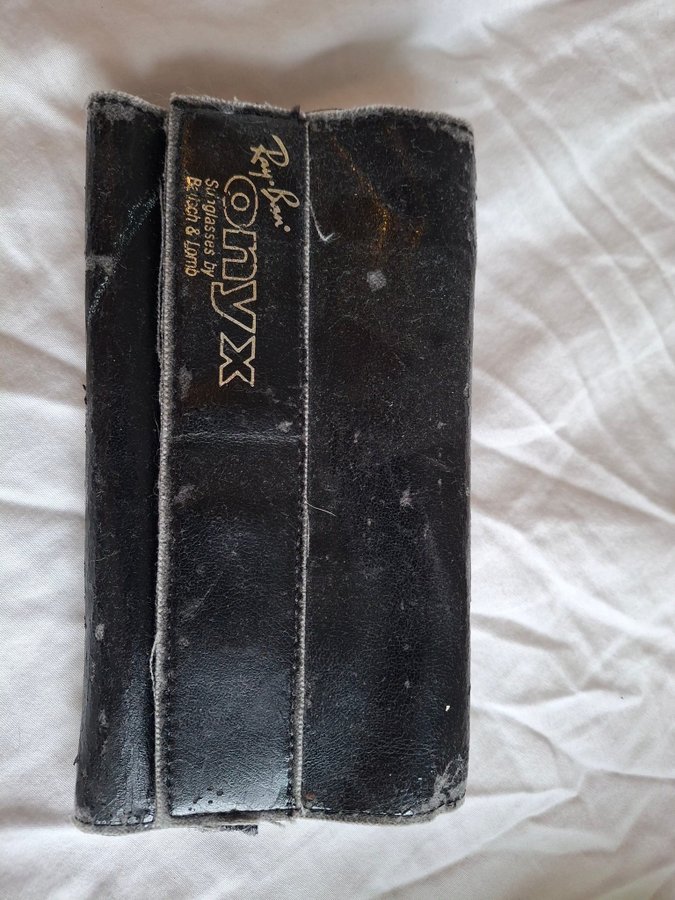 Ray-Ban
Onyx
Sunglasses by
Bausch & Lomb